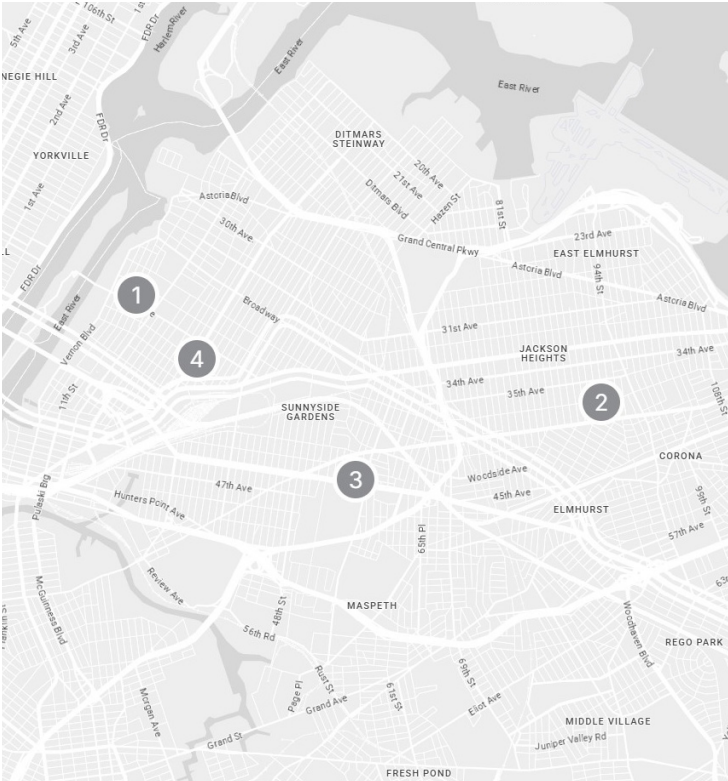 106th St
1st
5th Ave
3rd Ave
FDR Dr
Harlem River
NEGIE HILL
2nd Ave
East River
East River
FDR Dr
DITMARS
STEINWAY
YORKVILLE
20th Ave
21st Ave
Ditmars Blvd
Hazen St
1st Ave
Astoria Blvd
81st St
30th Ave
23rd Ave
Grand Central Pkwy
EAST ELMHURST
Astoria Blvd
94th St
FDR Dr
1
East River
Broadway
Astoria Blvd
31st Ave
Vernon Blvd
4
JACKSON
HEIGHTS
34th Ave
34th Ave
35th Ave
11th St
108th St
2
SUNNYSIDE
GARDENS
CORONA
3
47th Ave
Woodside Ave
45th Ave
Pulaski Brg
Hunters Point Ave
ELMHURST
99th St
65th Pl
57th Ave
Review Ave
McGuinness Blvd
48th St
MASPETH
56th Rd
Woodhaven Blvd
REGO PARK
69th St
Rust St
Page Pl
61st St
Grand Ave
Eliot Ave
Morgan Ave
MIDDLE VILLAGE
Grand St
Juniper Valley Rd
FRESH POND